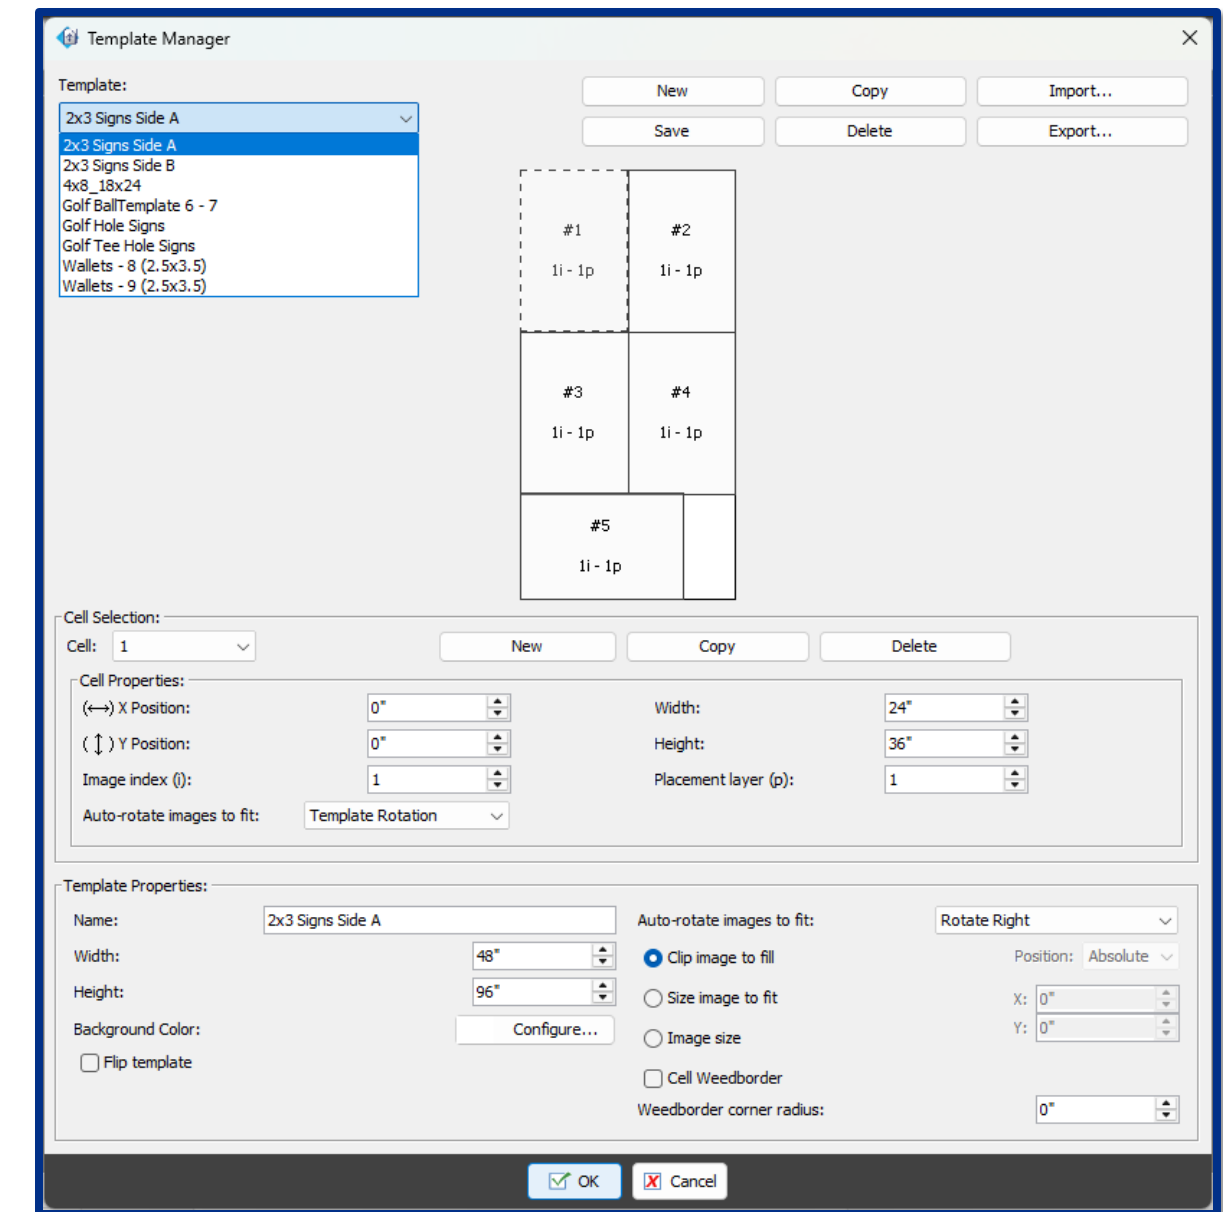 Template Manager
Template:
New Copy Import...
2x3 Signs Side A
Save Delete Export...
2x3 Signs Side A
2x3 Signs Side B
4x8_18x24
Golf BallTemplate 6 - 7
Golf Hole Signs
Golf Tee Hole Signs
Wallets - 8 (2.5x3.5)
Wallets - 9 (2.5x3.5)
#1 #2
1i - 1p 1i - 1p
#3 #4
1i - 1p 1i - 1p
#5
1i - 1p
Cell Selection:
Cell: 1 New Copy Delete
Cell Properties:
(↔) X Position: 0" Width: 24"
(↕) Y Position: 0" Height: 36"
Image index (i): 1 Placement layer (p): 1
Auto-rotate images to fit: Template Rotation
Template Properties:
Name: 2x3 Signs Side A Auto-rotate images to fit: Rotate Right
Width: 48" Clip image to fill Position: Absolute
Height: 96" Size image to fit X: 0"
Background Color: Configure... Image size Y: 0"
Flip template Cell Weedborder
Weedborder corner radius: 0"
OK Cancel